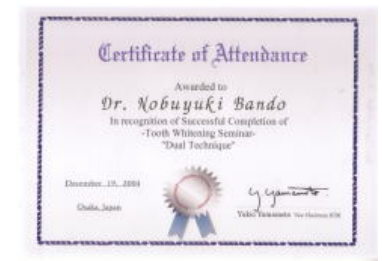 Certificate of Attendance
Awarded to
Dr. Nobuyuki Bando
In recognition of Successful Completion of
-Tooth Whitening Seminar-
"Dual Technique"
December, 19, 2004
Osaka, Japan
Y. Yamamoto
Yukio Yamamoto